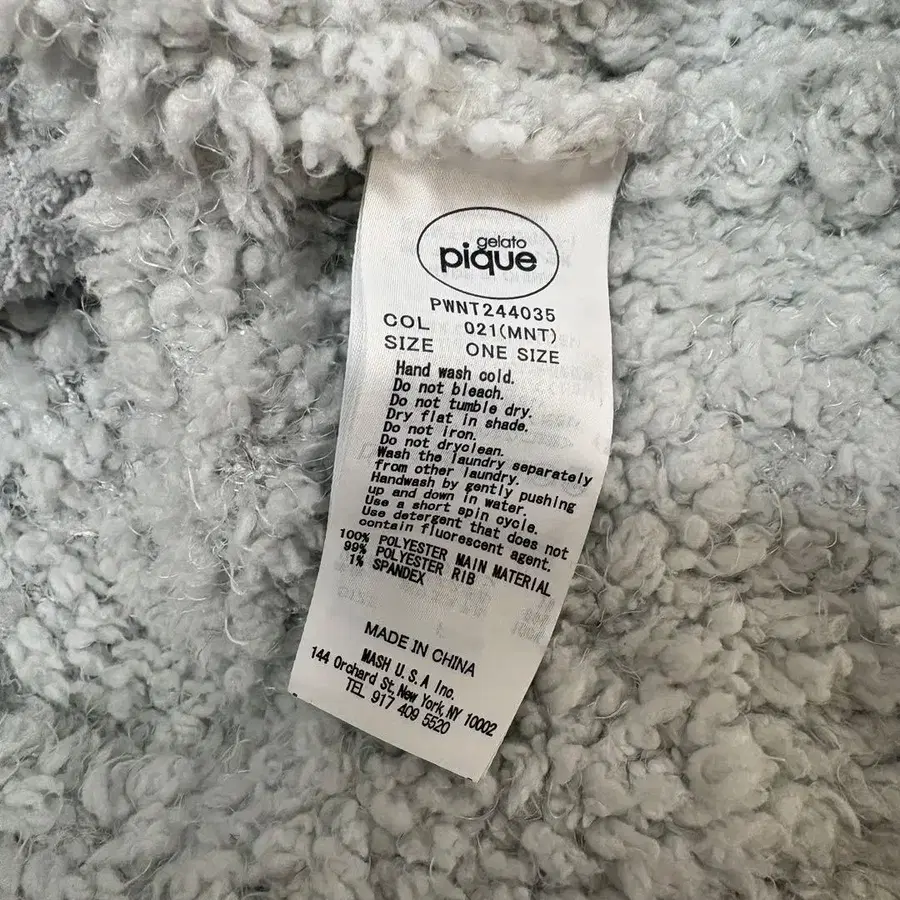 gelato
pique
PWNT244035
COL 021(MNT)
SIZE ONE SIZE
Hand wash cold.
Do not bleach.
Do not tumble dry.
Dry flat in shade.
Do not iron.
Do not dryclean.
Wash the laundry separately
from other laundry.
Handwash by gently pushing
up and down in water.
Use a short spin cycle.
Use detergent that does not
contain fluorescent agent.
100% POLYESTER MAIN MATERIAL
99% POLYESTER RIB
1% SPANDEX
MADE IN CHINA
MASH U.S.A Inc.
144 Orchard St, New York, NY 10002
TEL 917 409 5520